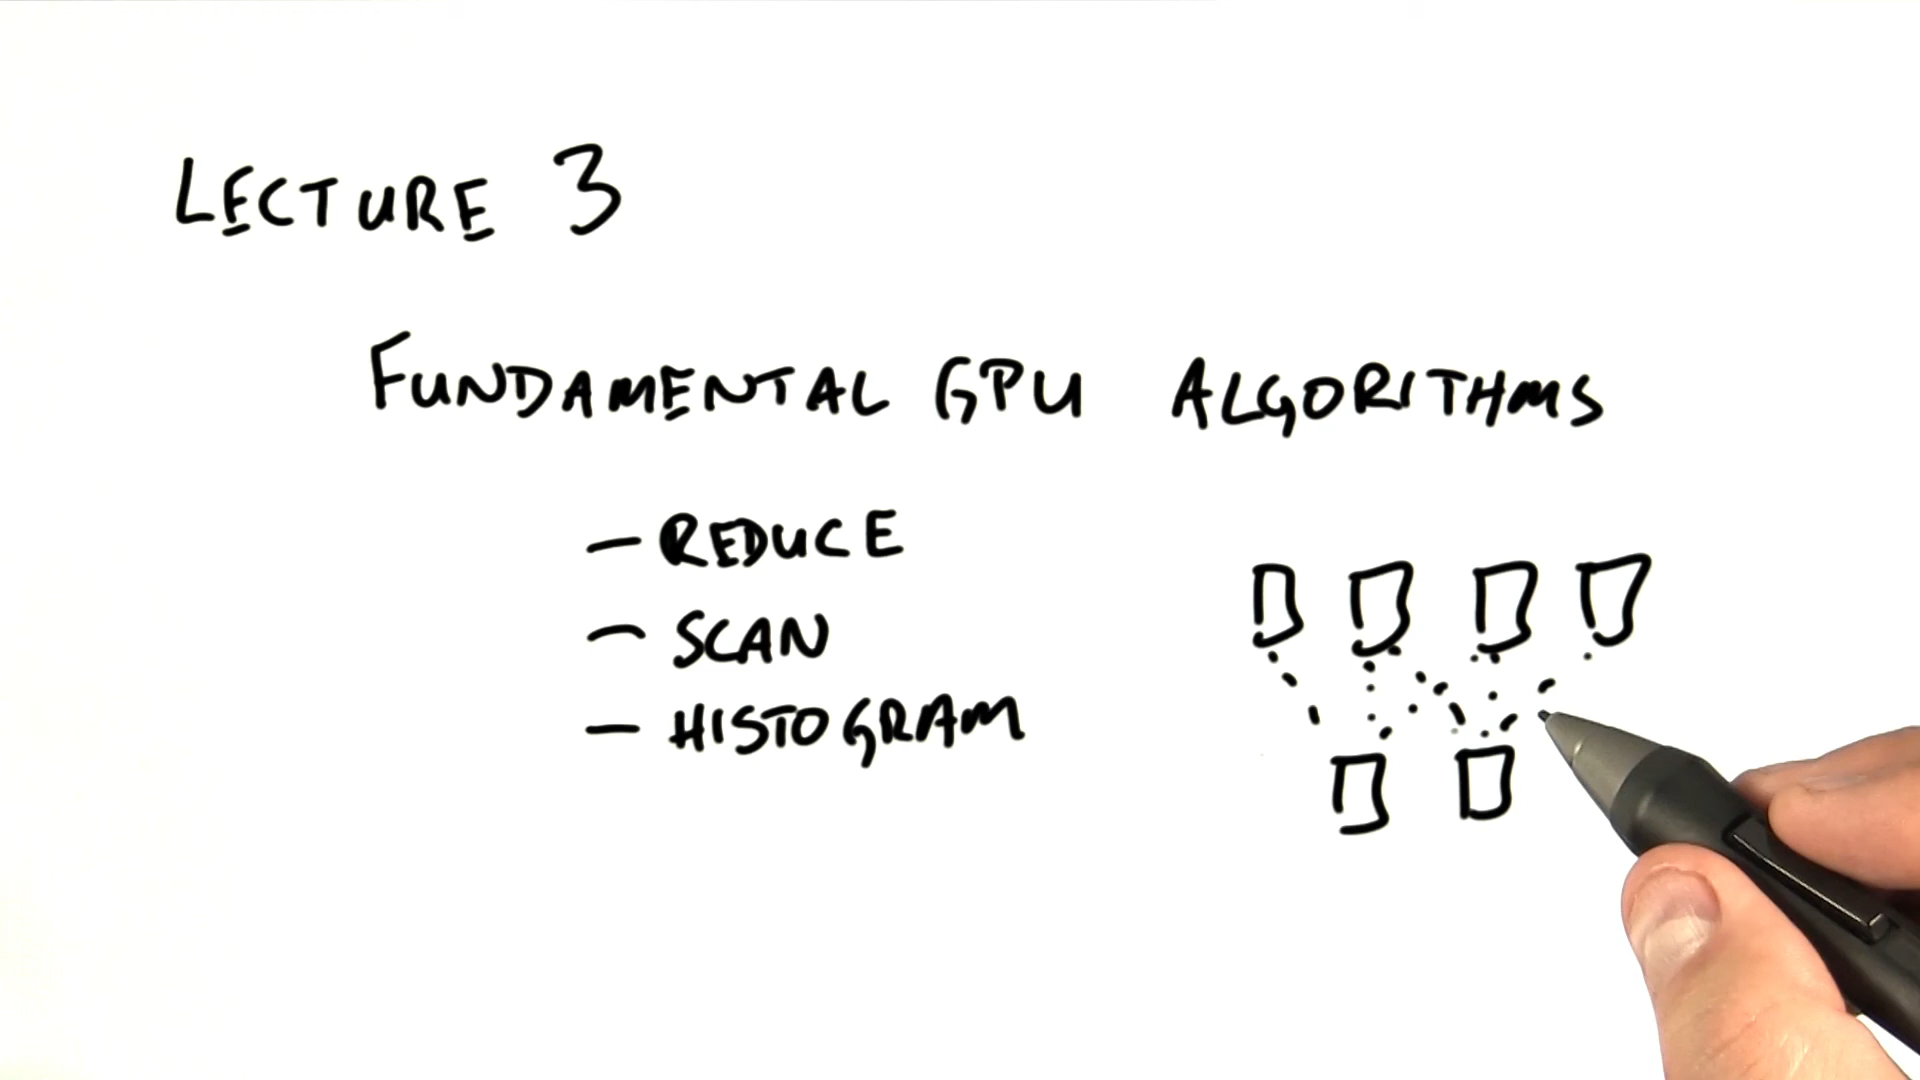 LECTURE 3
FUNDAMENTAL GPU ALGORITHMS
- REDUCE
- SCAN
- HISTOGRAM